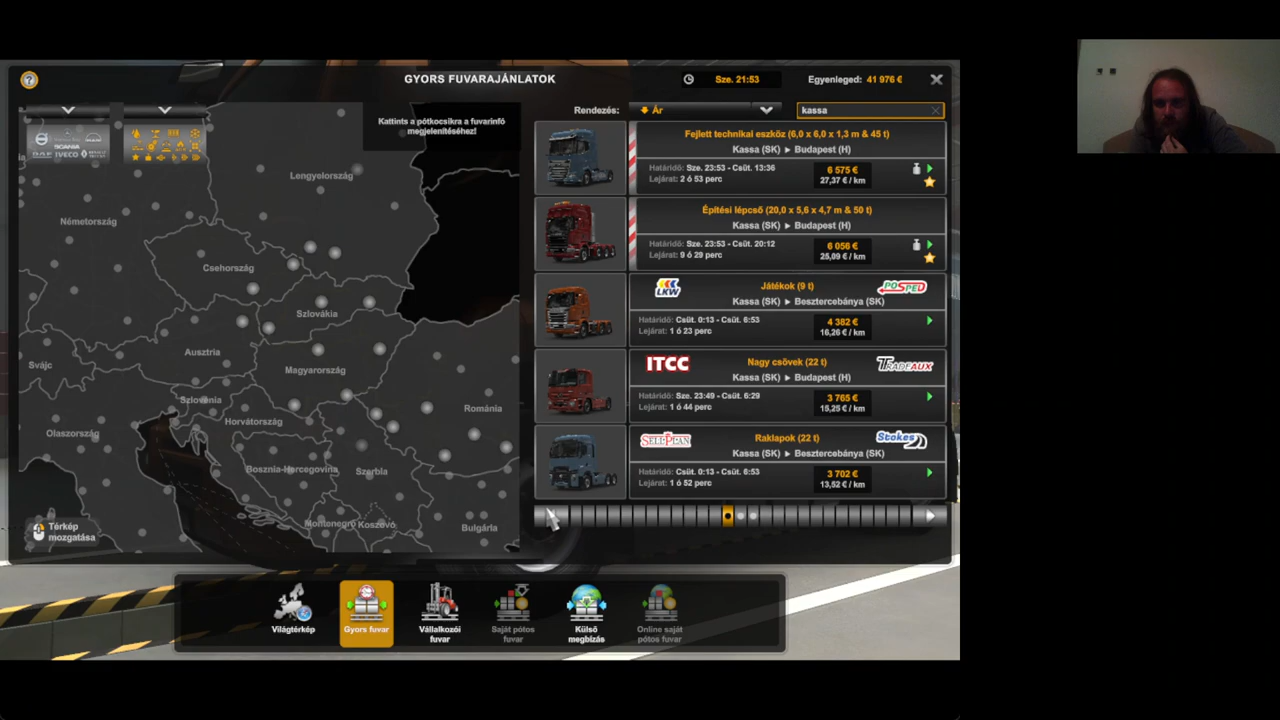 GYORS FUVARAJÁNLATOK
Sze. 21:53
Egyenleged: 41 976 €
Kattints a pótkocsikra a fuvarinfó
megjelenítéséhez!
Rendezés:
Ár
kassa
SCANIA
IVECO
Lengyelország
Németország
Csehország
Szlovákia
Ausztria
Svájc
Magyarország
Szlovénia
Románia
Horvátország
Olaszország
Bosznia-Hercegovina
Szerbia
Montenegró
Koszovó
Bulgária
Térkép
mozgatása
Fejlett technikai eszköz (6,0 x 6,0 x 1,3 m & 45 t)
Kassa (SK) ► Budapest (H)
Határidő: Sze. 23:53 - Csüt. 13:36
Lejárat: 2 ó 53 perc
6 575 €
27,37 € / km
Építési lépcső (20,0 x 5,6 x 4,7 m & 50 t)
Kassa (SK) ► Budapest (H)
Határidő: Sze. 23:53 - Csüt. 20:12
Lejárat: 9 ó 29 perc
6 056 €
25,09 € / km
LKW
Játékok (9 t)
POSPED
Kassa (SK) ► Besztercebánya (SK)
Határidő: Csüt. 0:13 - Csüt. 6:53
Lejárat: 1 ó 23 perc
4 382 €
16,26 € / km
ITCC
Nagy csövek (22 t)
TRADEAUX
Kassa (SK) ► Budapest (H)
Határidő: Sze. 23:49 - Csüt. 6:29
Lejárat: 1 ó 44 perc
3 765 €
15,25 € / km
SELLPLAN
Raklapok (22 t)
Stokes
Kassa (SK) ► Besztercebánya (SK)
Határidő: Csüt. 0:13 - Csüt. 6:53
Lejárat: 1 ó 52 perc
3 702 €
13,52 € / km
Világtérkép
Gyors fuvar
Vállalkozói
fuvar
Saját pótos
fuvar
Külső
megbízás
Online saját
pótos fuvar